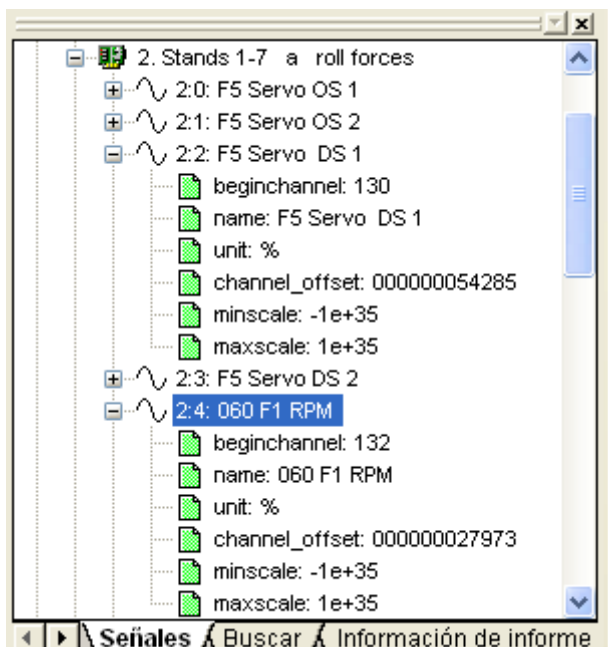 2. Stands 1-7 a roll forces
2:0: F5 Servo OS 1
2:1: F5 Servo OS 2
2:2: F5 Servo DS 1
beginchannel: 130
name: F5 Servo DS 1
unit: %
channel_offset: 000000054285
minscale: -1e+35
maxscale: 1e+35
2:3: F5 Servo DS 2
2:4: 060 F1 RPM
beginchannel: 132
name: 060 F1 RPM
unit: %
channel_offset: 000000027973
minscale: -1e+35
maxscale: 1e+35
Señales Buscar Información de informe